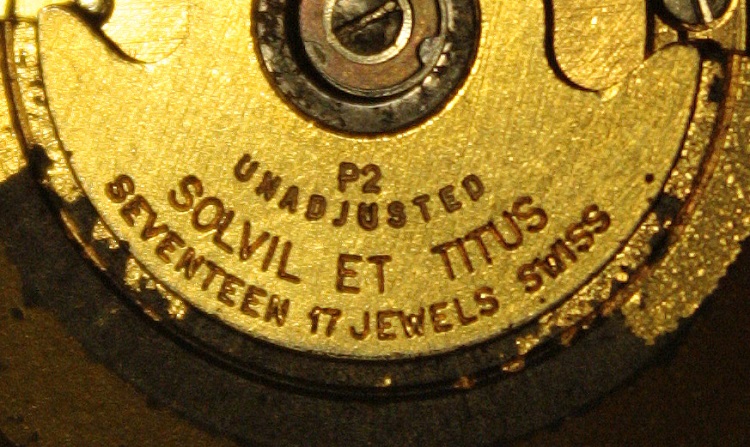 P2
UNADJUSTED
SOLVIL ET TITUS
SEVENTEEN 17 JEWELS SWISS